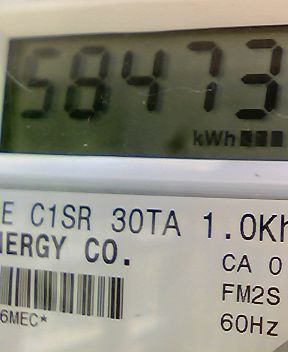 58473
kWh
E C1SR 30TA 1.0Kh
NERGY CO.
CA 0
FM2S
6MEC*
60Hz